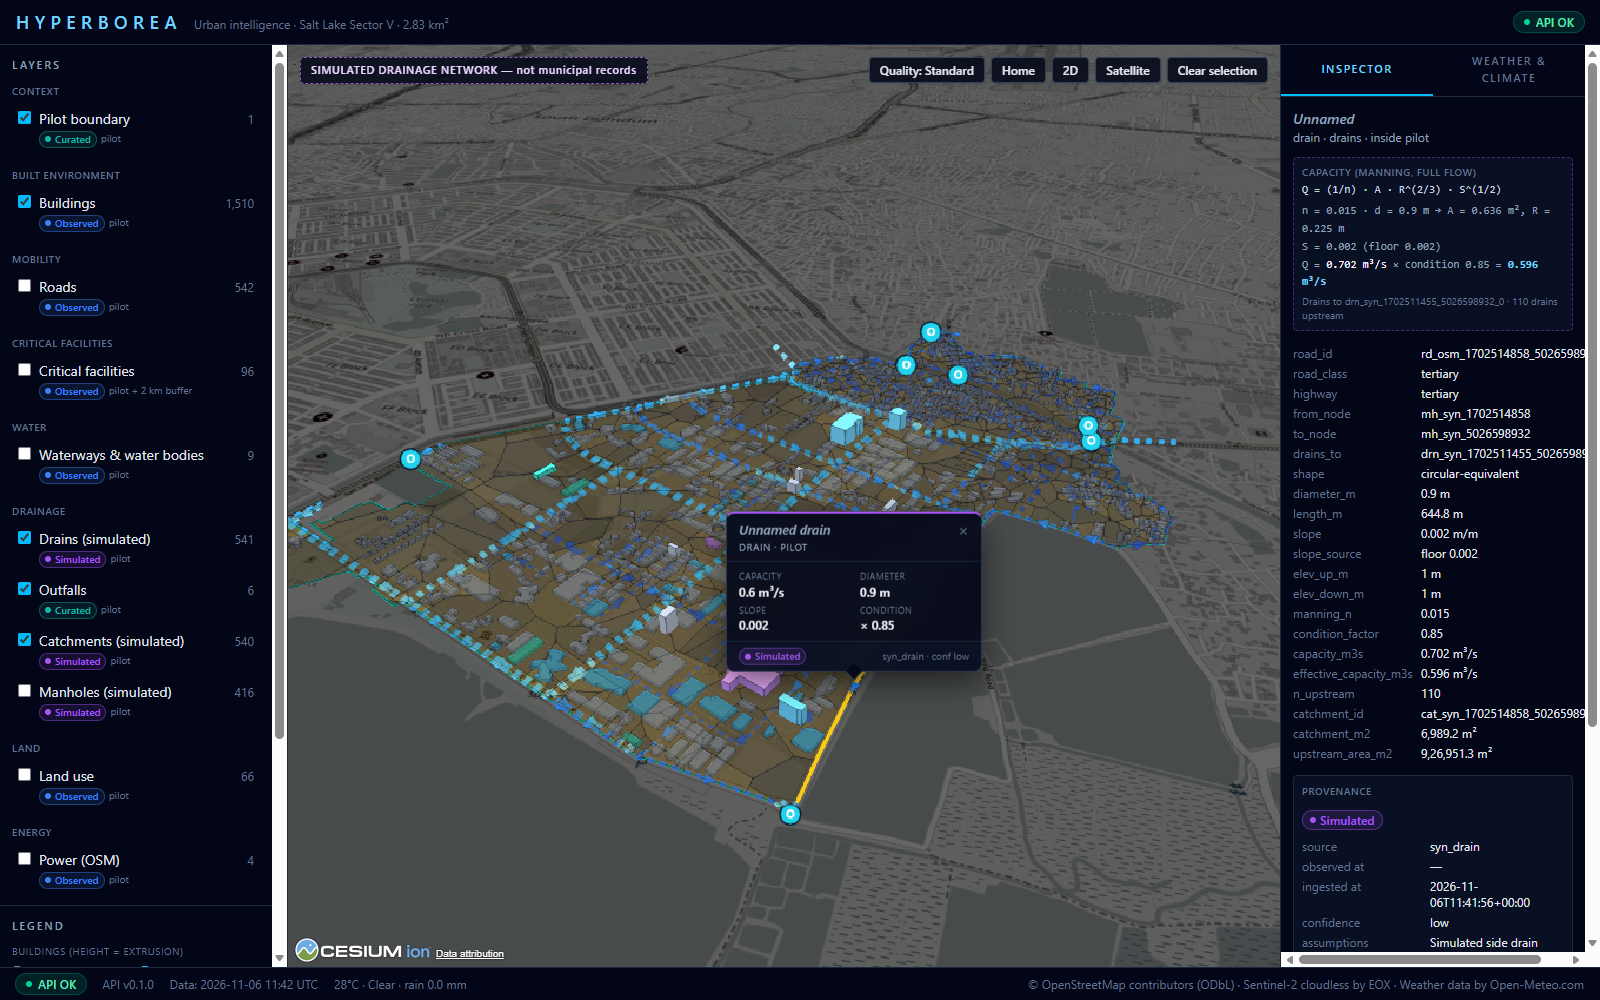 HYPERBOREA
Urban intelligence · Salt Lake Sector V · 2.83 km²
API OK
LAYERS
CONTEXT
Pilot boundary 1
Curated pilot
BUILT ENVIRONMENT
Buildings 1,510
Observed pilot
MOBILITY
Roads 542
Observed pilot
CRITICAL FACILITIES
Critical facilities 96
Observed pilot + 2 km buffer
WATER
Waterways & water bodies 9
Observed pilot
DRAINAGE
Drains (simulated) 541
Simulated pilot
Outfalls 6
Curated pilot
Catchments (simulated) 540
Simulated pilot
Manholes (simulated) 416
Simulated pilot
LAND
Land use 66
Observed pilot
ENERGY
Power (OSM) 4
Observed pilot
LEGEND
BUILDINGS (HEIGHT = EXTRUSION)
SIMULATED DRAINAGE NETWORK — not municipal records
Quality: Standard
Home
2D
Satellite
Clear selection
Unnamed drain ×
DRAIN · PILOT
CAPACITY DIAMETER
0.6 m³/s 0.9 m
SLOPE CONDITION
0.002 × 0.85
Simulated syn_drain · conf low
CESIUM ion Data attribution
INSPECTOR
WEATHER &
CLIMATE
Unnamed
drain · drains · inside pilot
CAPACITY (MANNING, FULL FLOW)
Q = (1/n) · A · R^(2/3) · S^(1/2)
n = 0.015 · d = 0.9 m → A = 0.636 m², R =
0.225 m
S = 0.002 (floor 0.002)
Q = 0.702 m³/s × condition 0.85 = 0.596
m³/s
Drains to drn_syn_1702511455_5026598932_0 · 110 drains
upstream
road_id rd_osm_1702514858_50265989
road_class tertiary
highway tertiary
from_node mh_syn_1702514858
to_node mh_syn_5026598932
drains_to drn_syn_1702511455_50265989
shape circular-equivalent
diameter_m 0.9 m
length_m 644.8 m
slope 0.002 m/m
slope_source floor 0.002
elev_up_m 1 m
elev_down_m 1 m
manning_n 0.015
condition_factor 0.85
capacity_m3s 0.702 m³/s
effective_capacity_m3s 0.596 m³/s
n_upstream 110
catchment_id cat_syn_1702514858_50265989
catchment_m2 6,989.2 m²
upstream_area_m2 9,26,951.3 m²
PROVENANCE
Simulated
source syn_drain
observed at —
ingested at 2026-11-
06T11:41:56+00:00
confidence low
assumptions Simulated side drain
API OK API v0.1.0 Data: 2026-11-06 11:42 UTC 28°C · Clear · rain 0.0 mm
© OpenStreetMap contributors (ODbL) · Sentinel-2 cloudless by EOX · Weather data by Open-Meteo.com